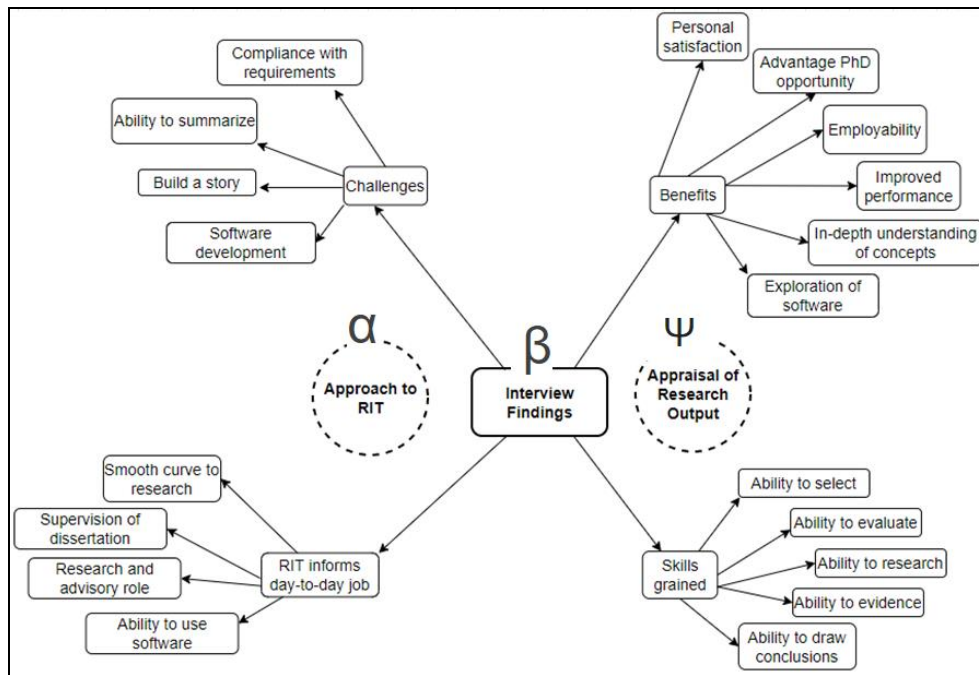 Compliance with
requirements
Ability to summarize
Build a story
Software
development
Challenges
Personal
satisfaction
Advantage PhD
opportunity
Employability
Improved
performance
In-depth understanding
of concepts
Exploration of
software
Benefits
α
Approach to
RIT
β
Interview
Findings
Ψ
Appraisal of
Research
Output
Smooth curve to
research
Supervision of
dissertation
Research and
advisory role
Ability to use
software
RIT informs
day-to-day job
Skills
grained
Ability to select
Ability to evaluate
Ability to research
Ability to evidence
Ability to draw
conclusions